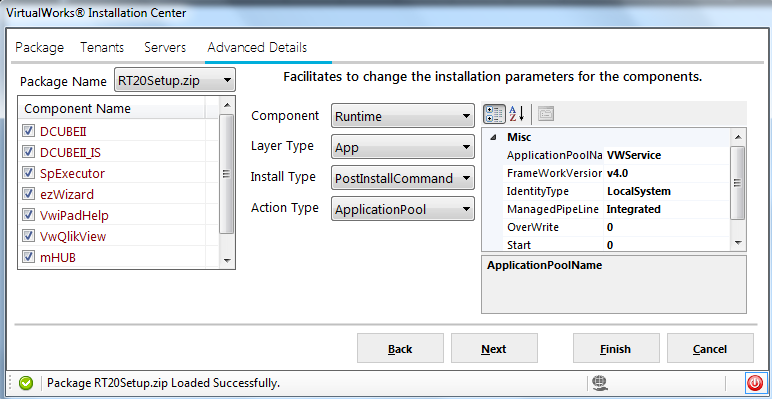 VirtualWorks® Installation Center
Package Tenants Servers Advanced Details
Package Name RT20Setup.zip
Facilitates to change the installation parameters for the components.
Component Name
DCUBEII
DCUBEII_IS
SpExecutor
ezWizard
VwiPadHelp
VwQlikView
mHUB
Component Runtime
Layer Type App
Install Type PostInstallCommand
Action Type ApplicationPool
Misc
ApplicationPoolNa VWService
FrameWorkVersion v4.0
IdentityType LocalSystem
ManagedPipeLine Integrated
OverWrite 0
Start 0
ApplicationPoolName
Back Next Finish Cancel
Package RT20Setup.zip Loaded Successfully.